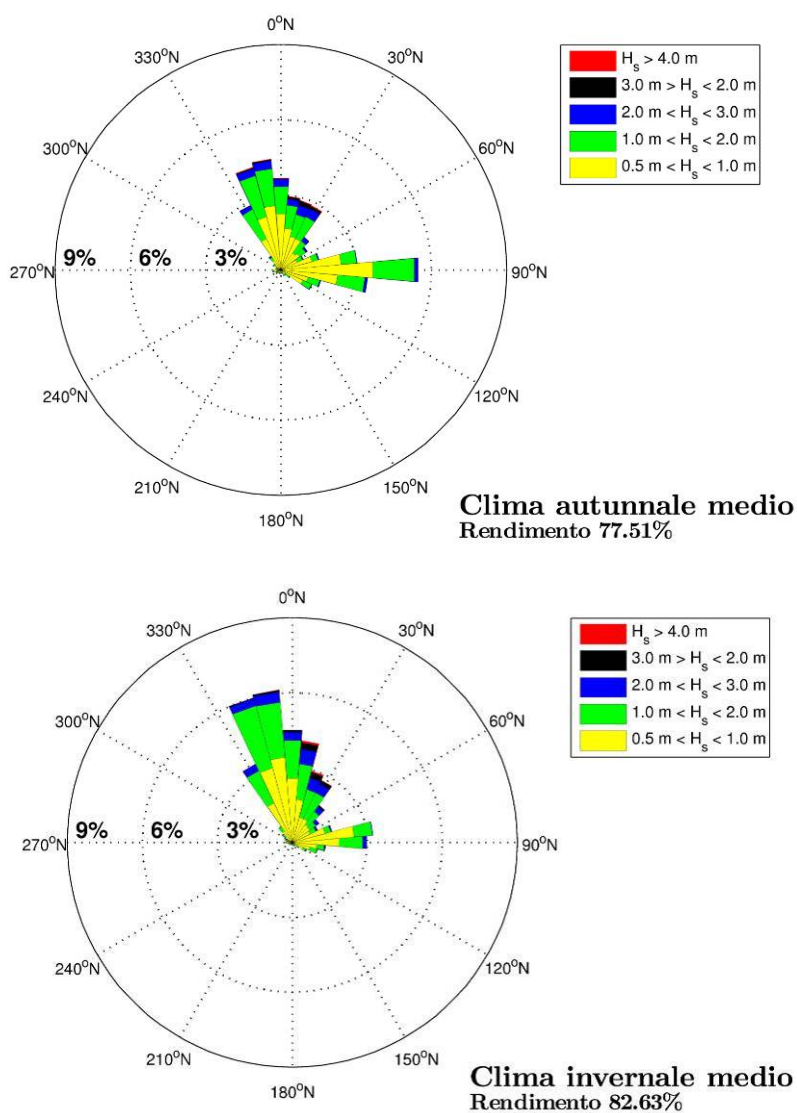 0°N
330°N
30°N
300°N
60°N
9%
6%
3%
270°N
90°N
240°N
120°N
210°N
150°N
180°N
H_s > 4.0 m
3.0 m > H_s < 2.0 m
2.0 m < H_s < 3.0 m
1.0 m < H_s < 2.0 m
0.5 m < H_s < 1.0 m
Clima autunnale medio
Rendimento 77.51%
0°N
330°N
30°N
300°N
60°N
9%
6%
3%
270°N
90°N
240°N
120°N
210°N
150°N
180°N
H_s > 4.0 m
3.0 m > H_s < 2.0 m
2.0 m < H_s < 3.0 m
1.0 m < H_s < 2.0 m
0.5 m < H_s < 1.0 m
Clima invernale medio
Rendimento 82.63%